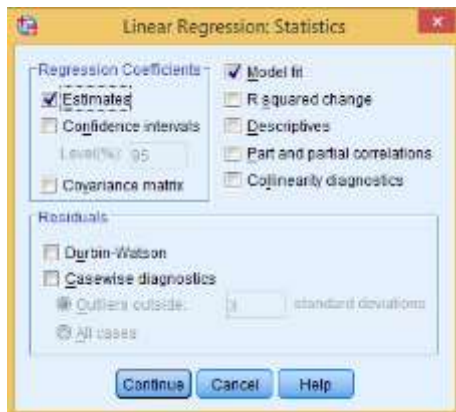 Linear Regression: Statistics
Regression Coefficients
Estimates
Confidence intervals
Level(%): 95
Covariance matrix
Model fit
R squared change
Descriptives
Part and partial correlations
Collinearity diagnostics
Residuals
Durbin-Watson
Casewise diagnostics
Outliers outside: 3 standard deviations
All cases
Continue Cancel Help